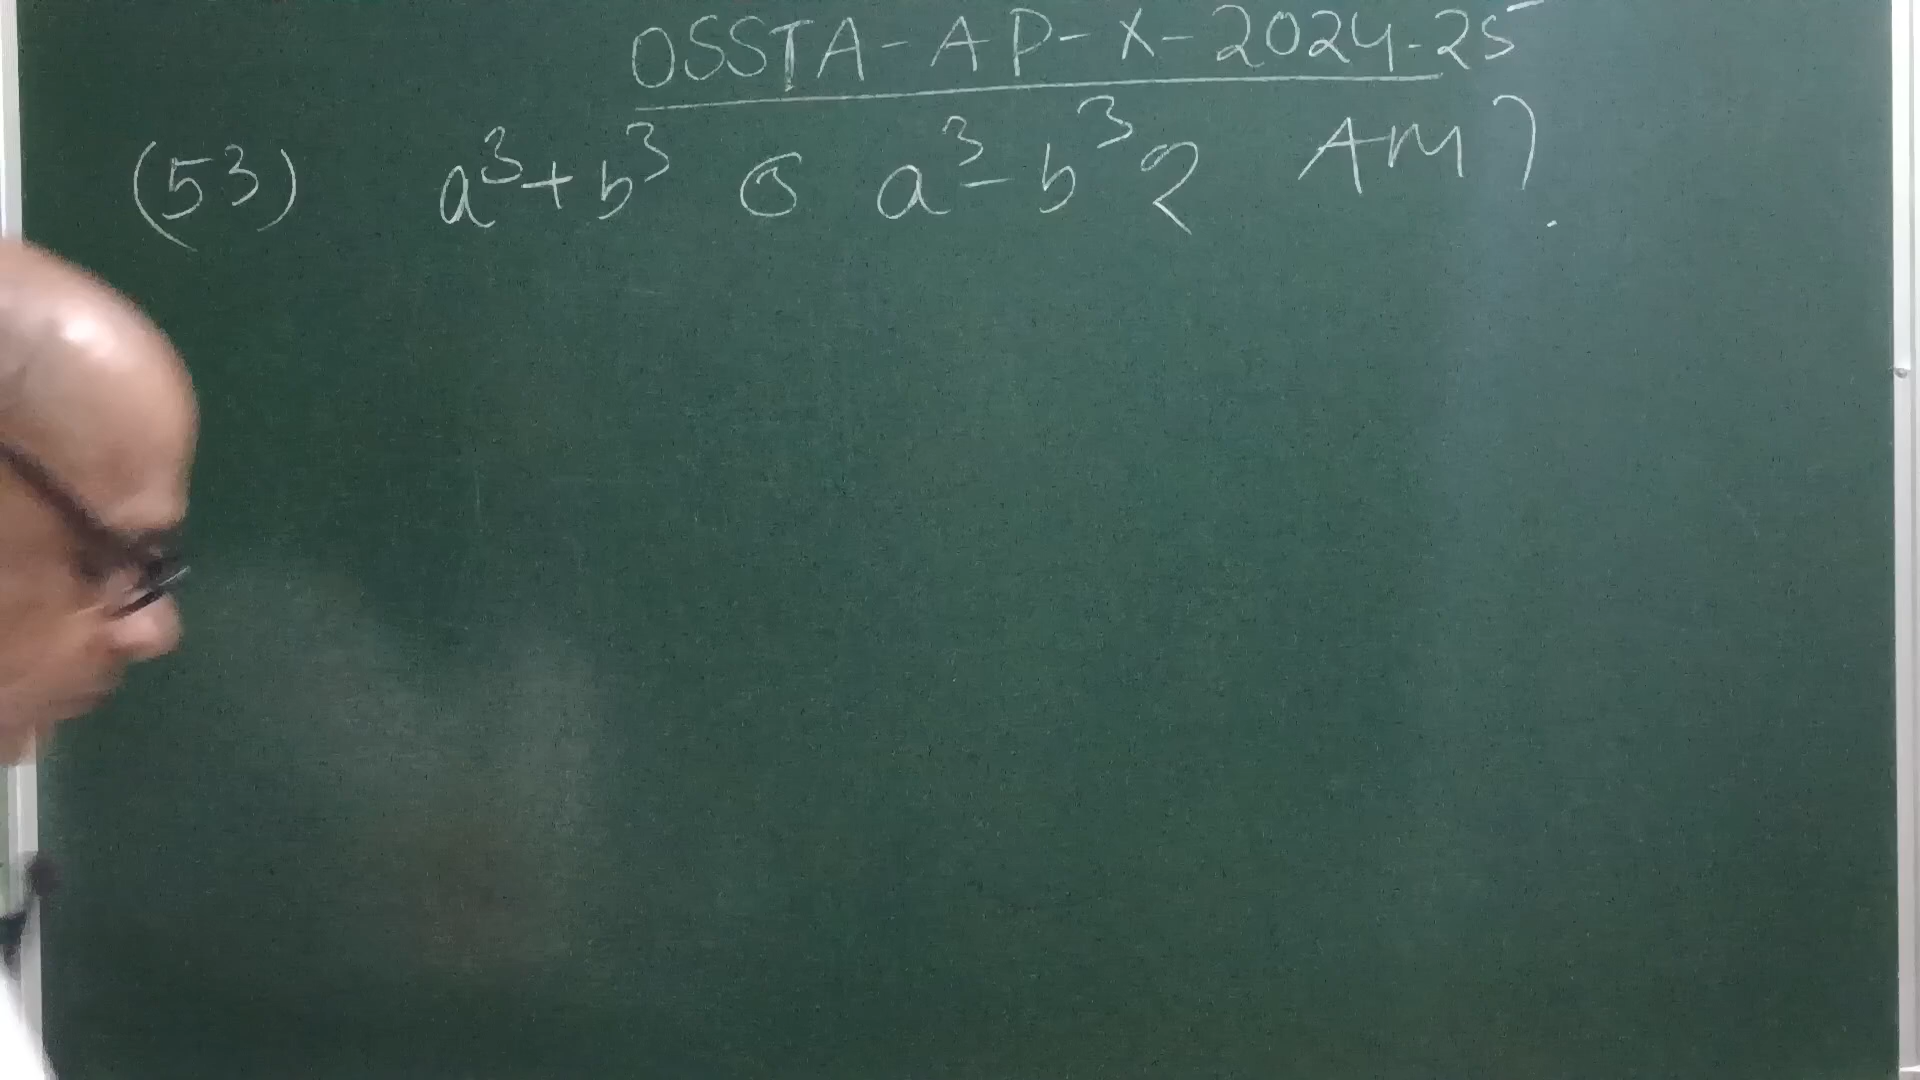 OSSTA-AP-X-2024-25
(53) a³+b³ ଓ a³-b³ ର AM ?